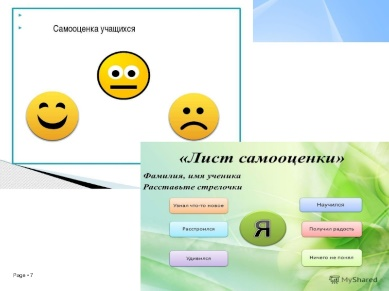 Самооценка учащихся
«Лист самооценки»
Фамилия, имя ученика
Расставьте стрелочки
Узнал что-то новое
Научился
Расстроился
Я
Получил радость
Удивился
Ничего не понял
Page ▪ 7
MyShared